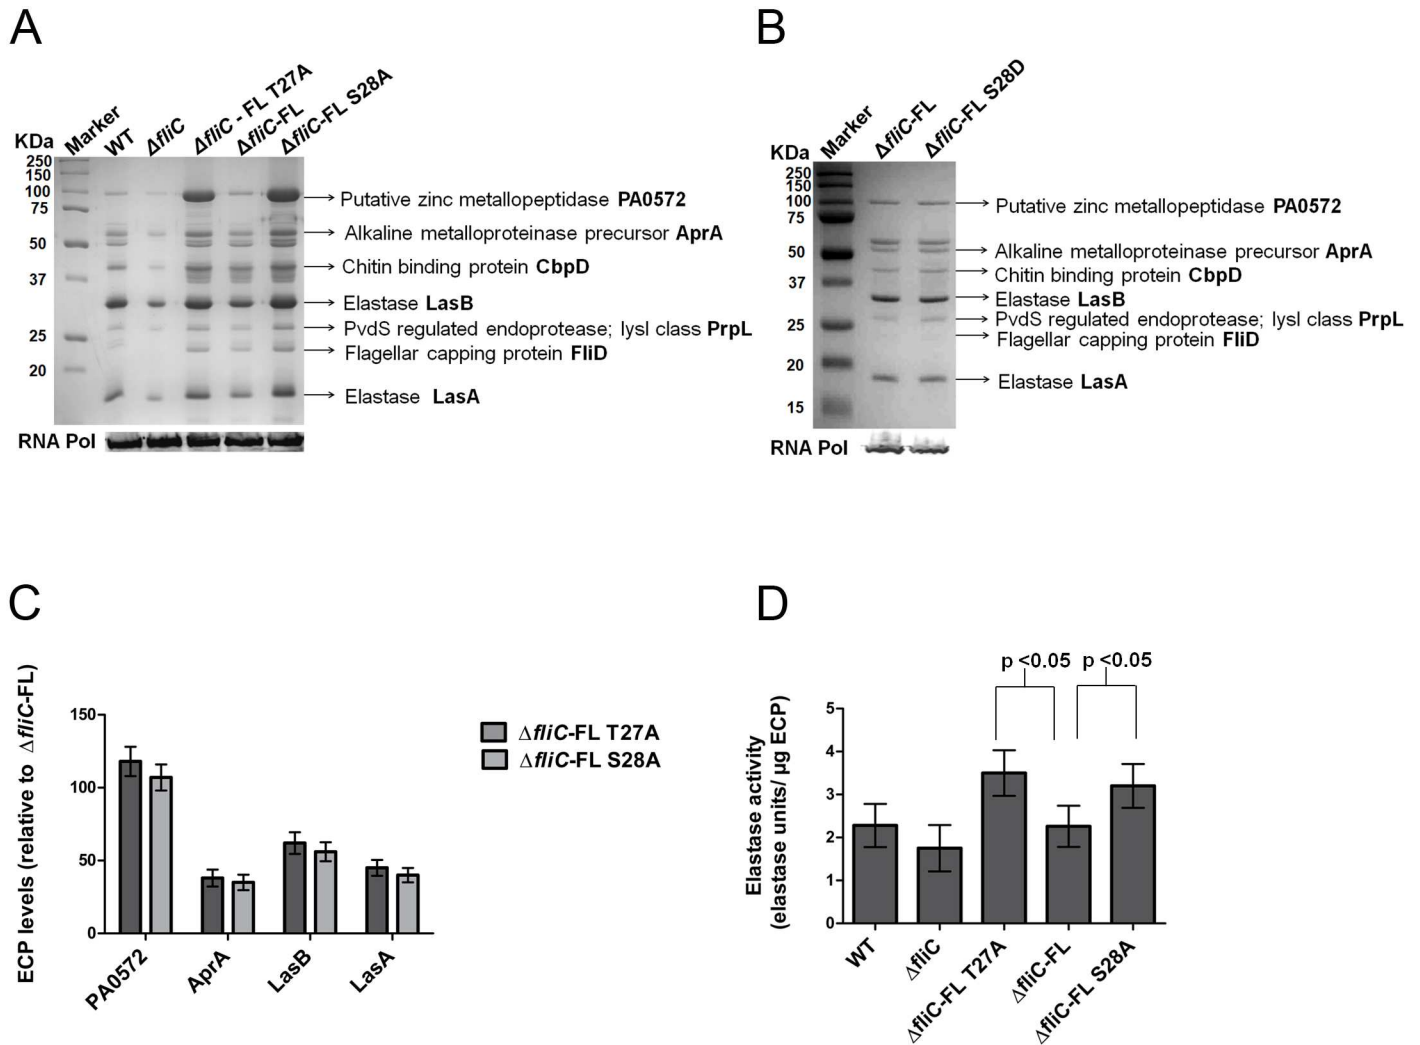 A
KDa
Marker
WT
ΔfliC
ΔfliC - FL T27A
ΔfliC-FL
ΔfliC-FL S28A
250
150
100
75
50
37
25
20
Putative zinc metallopeptidase PA0572
Alkaline metalloproteinase precursor AprA
Chitin binding protein CbpD
Elastase LasB
PvdS regulated endoprotease; lysl class PrpL
Flagellar capping protein FliD
Elastase LasA
RNA Pol
B
KDa
Marker
ΔfliC-FL
ΔfliC-FL S28D
250
150
100
75
50
37
25
20
15
Putative zinc metallopeptidase PA0572
Alkaline metalloproteinase precursor AprA
Chitin binding protein CbpD
Elastase LasB
PvdS regulated endoprotease; lysl class PrpL
Flagellar capping protein FliD
Elastase LasA
RNA Pol
C
ECP levels (relative to ΔfliC-FL)
150
100
50
0
PA0572
AprA
LasB
LasA
ΔfliC-FL T27A
ΔfliC-FL S28A
D
p <0.05
p <0.05
Elastase activity
(elastase units/ µg ECP)
5
4
3
2
1
0
WT
ΔfliC
ΔfliC-FL T27A
ΔfliC-FL
ΔfliC-FL S28A